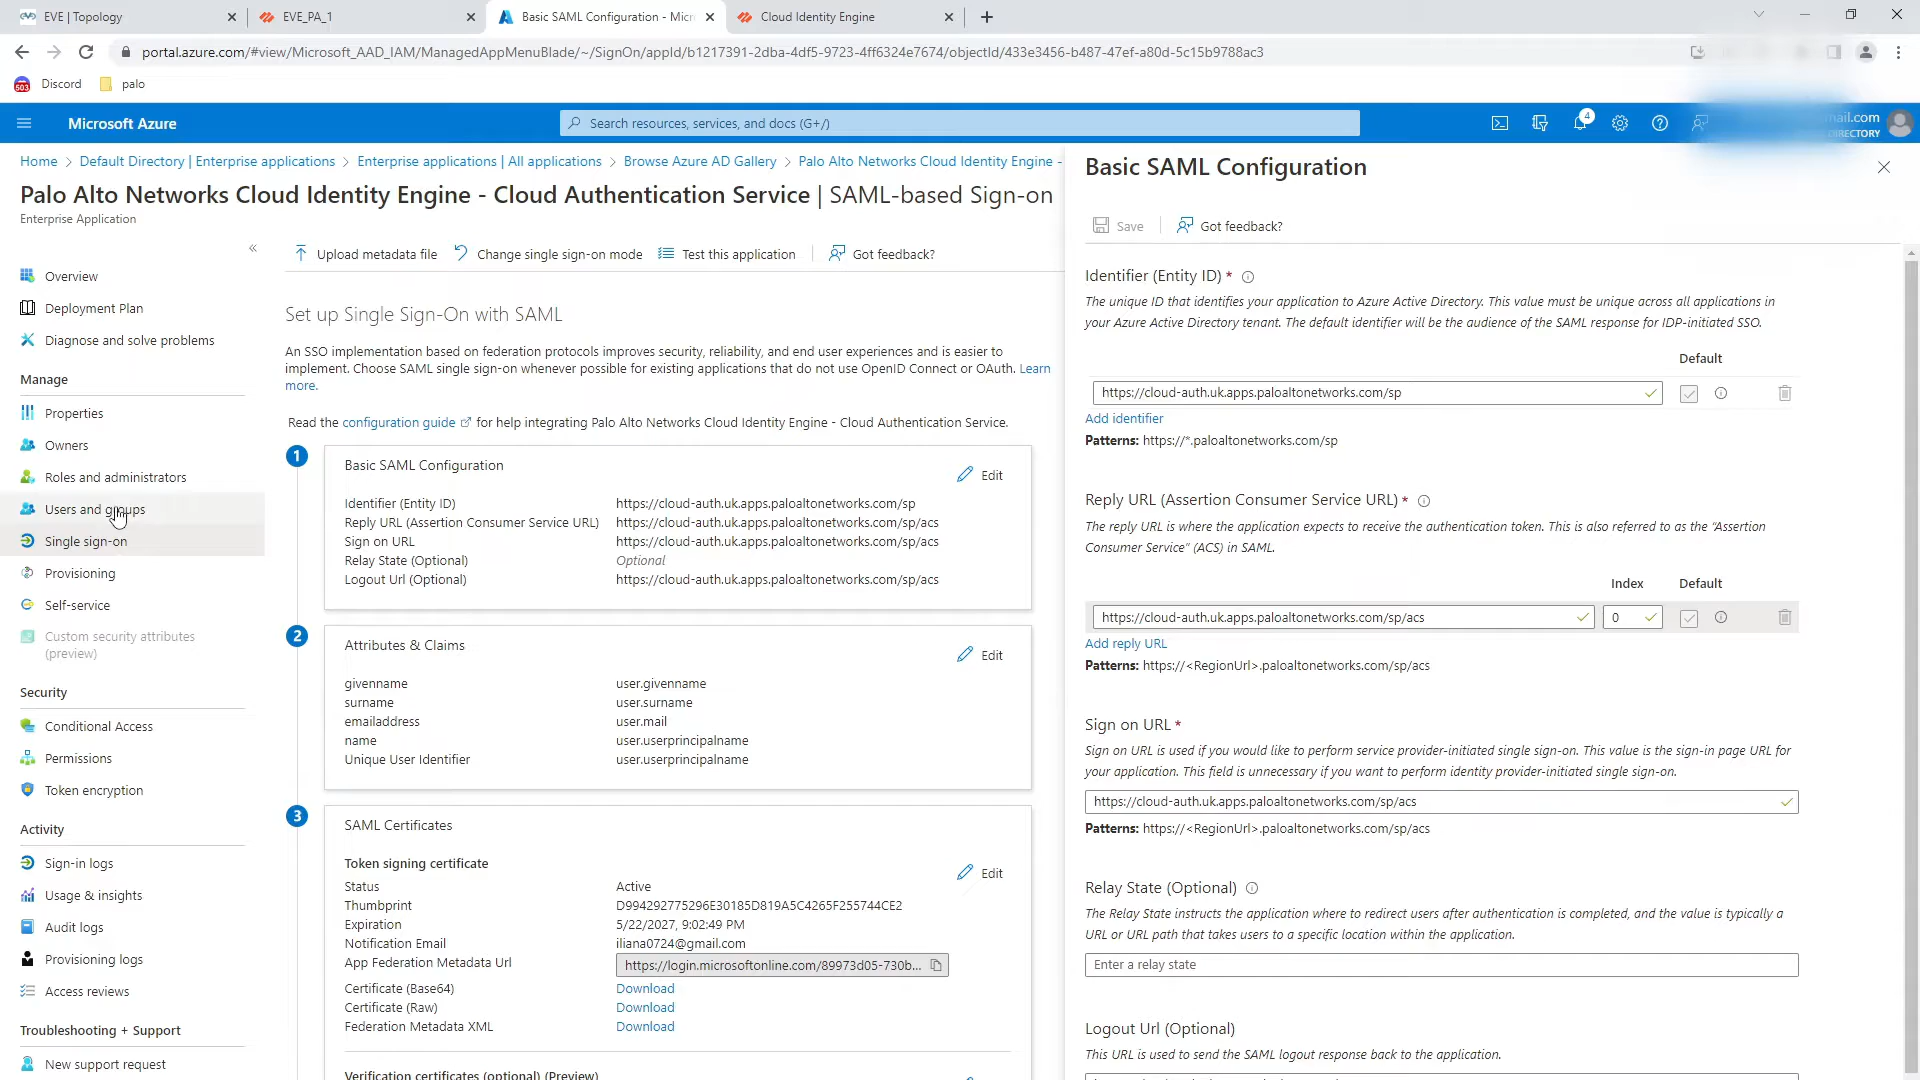 EVE | Topology
EVE_PA_1
Basic SAML Configuration - Micr
Cloud Identity Engine
portal.azure.com/#view/Microsoft_AAD_IAM/ManagedAppMenuBlade/~/SignOn/appId/b1217391-2dba-4df5-9723-4ff6324e7674/objectId/433e3456-b487-47ef-a80d-5c15b9788ac3
503 Discord
palo
Microsoft Azure
Search resources, services, and docs (G+/)
4
mail.com
DIRECTORY
Home > Default Directory | Enterprise applications > Enterprise applications | All applications > Browse Azure AD Gallery > Palo Alto Networks Cloud Identity Engine -
Palo Alto Networks Cloud Identity Engine - Cloud Authentication Service | SAML-based Sign-on
Enterprise Application
«
Overview
Deployment Plan
Diagnose and solve problems
Manage
Properties
Owners
Roles and administrators
Users and groups
Single sign-on
Provisioning
Self-service
Custom security attributes
(preview)
Security
Conditional Access
Permissions
Token encryption
Activity
Sign-in logs
Usage & insights
Audit logs
Provisioning logs
Access reviews
Troubleshooting + Support
New support request
Upload metadata file
Change single sign-on mode
Test this application
Got feedback?
Set up Single Sign-On with SAML
An SSO implementation based on federation protocols improves security, reliability, and end user experiences and is easier to
implement. Choose SAML single sign-on whenever possible for existing applications that do not use OpenID Connect or OAuth. Learn
more.
Read the configuration guide for help integrating Palo Alto Networks Cloud Identity Engine - Cloud Authentication Service.
1
Basic SAML Configuration
Edit
Identifier (Entity ID) https://cloud-auth.uk.apps.paloaltonetworks.com/sp
Reply URL (Assertion Consumer Service URL) https://cloud-auth.uk.apps.paloaltonetworks.com/sp/acs
Sign on URL https://cloud-auth.uk.apps.paloaltonetworks.com/sp/acs
Relay State (Optional) Optional
Logout Url (Optional) https://cloud-auth.uk.apps.paloaltonetworks.com/sp/acs
2
Attributes & Claims
Edit
givenname user.givenname
surname user.surname
emailaddress user.mail
name user.userprincipalname
Unique User Identifier user.userprincipalname
3
SAML Certificates
Token signing certificate
Edit
Status Active
Thumbprint D994292775296E30185D819A5C4265F255744CE2
Expiration 5/22/2027, 9:02:49 PM
Notification Email iliana0724@gmail.com
App Federation Metadata Url https://login.microsoftonline.com/89973d05-730b...
Certificate (Base64) Download
Certificate (Raw) Download
Federation Metadata XML Download
Verification certificates (optional) (Preview)
Basic SAML Configuration
Save
Got feedback?
Identifier (Entity ID) *
The unique ID that identifies your application to Azure Active Directory. This value must be unique across all applications in
your Azure Active Directory tenant. The default identifier will be the audience of the SAML response for IDP-initiated SSO.
Default
https://cloud-auth.uk.apps.paloaltonetworks.com/sp
Add identifier
Patterns: https://*.paloaltonetworks.com/sp
Reply URL (Assertion Consumer Service URL) *
The reply URL is where the application expects to receive the authentication token. This is also referred to as the "Assertion
Consumer Service" (ACS) in SAML.
Index Default
https://cloud-auth.uk.apps.paloaltonetworks.com/sp/acs 0
Add reply URL
Patterns: https://<RegionUrl>.paloaltonetworks.com/sp/acs
Sign on URL *
Sign on URL is used if you would like to perform service provider-initiated single sign-on. This value is the sign-in page URL for
your application. This field is unnecessary if you want to perform identity provider-initiated single sign-on.
https://cloud-auth.uk.apps.paloaltonetworks.com/sp/acs
Patterns: https://<RegionUrl>.paloaltonetworks.com/sp/acs
Relay State (Optional)
The Relay State instructs the application where to redirect users after authentication is completed, and the value is typically a
URL or URL path that takes users to a specific location within the application.
Enter a relay state
Logout Url (Optional)
This URL is used to send the SAML logout response back to the application.